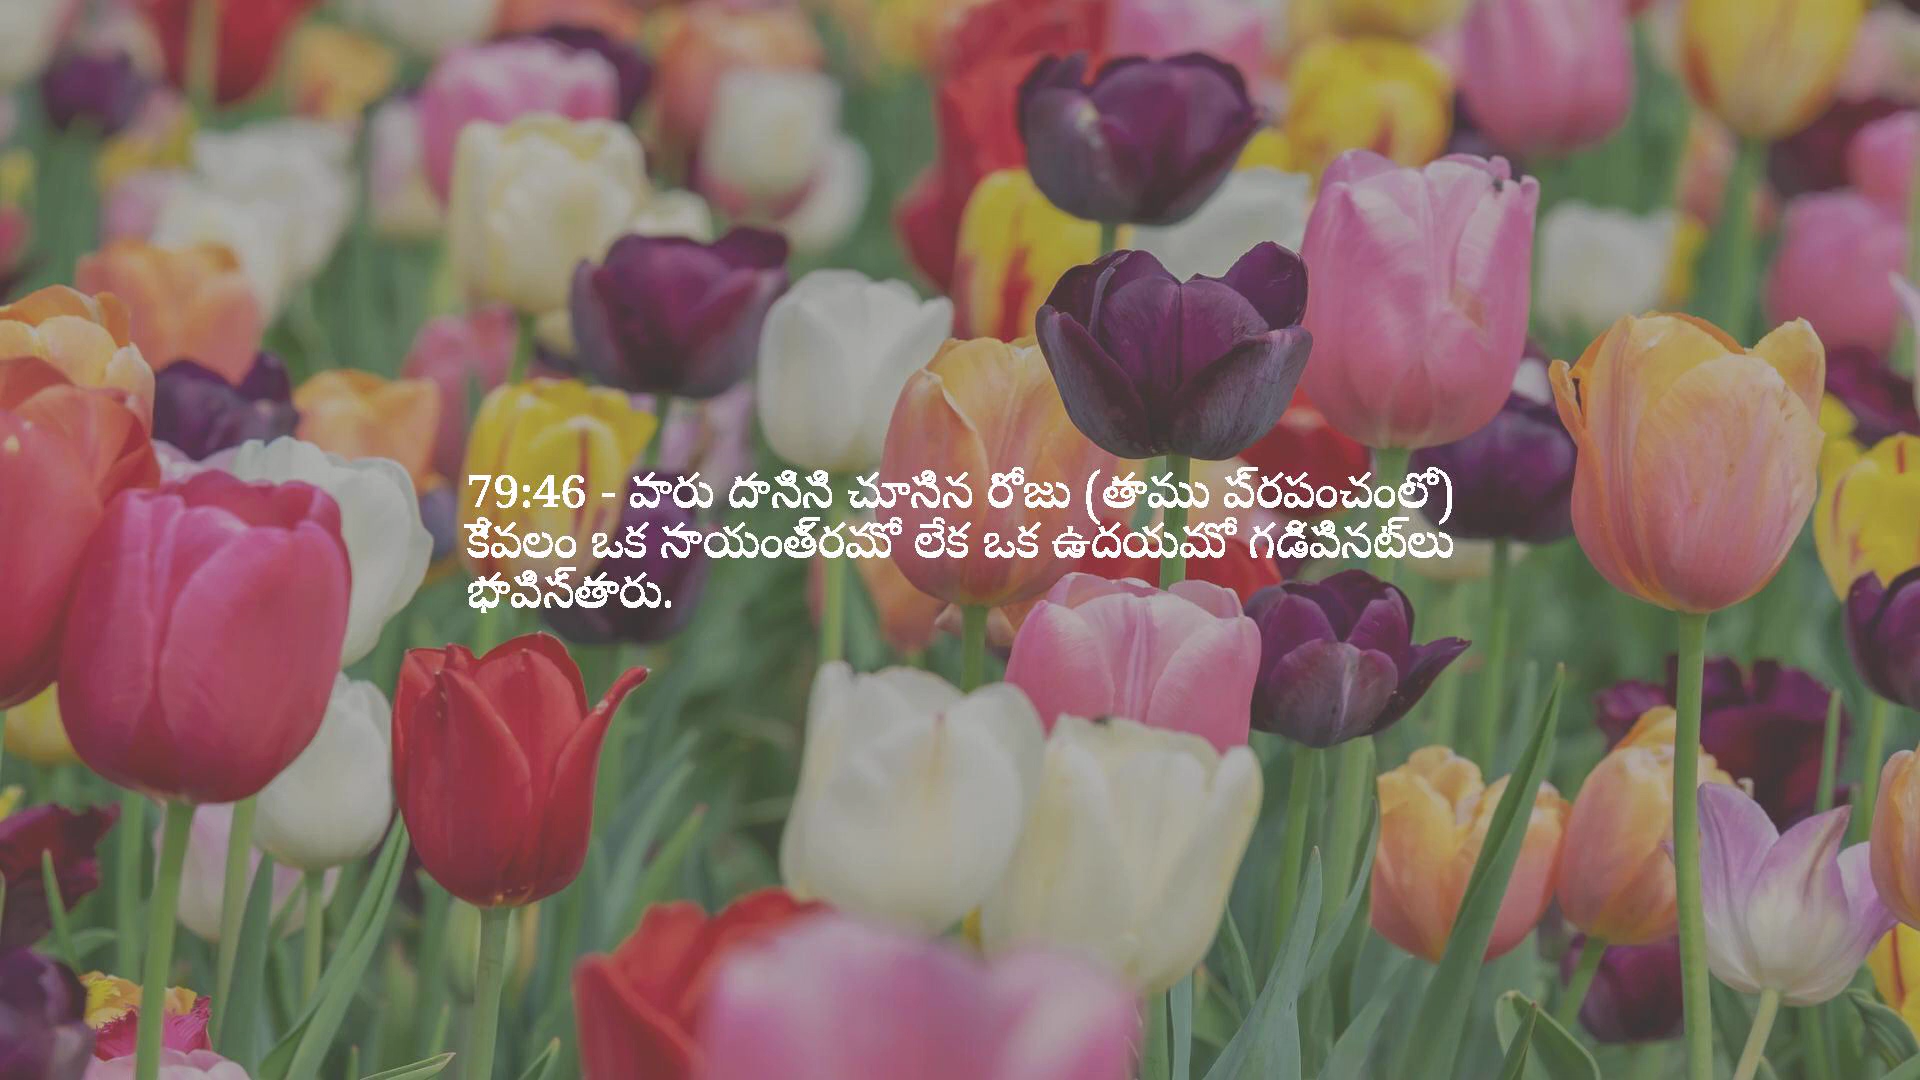 79:46 - వారు దానిని చూసిన రోజు (తాము ప్రపంచంలో)
కేవలం ఒక సాయంత్రమో లేక ఒక ఉదయమో గడిపినట్లు
భావిస్తారు.